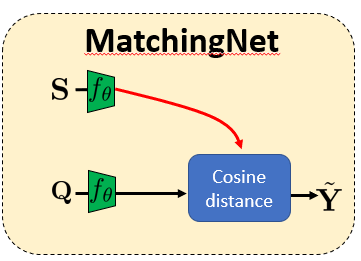 MatchingNet
S fθ
Q fθ
Cosine
distance
Ỹ